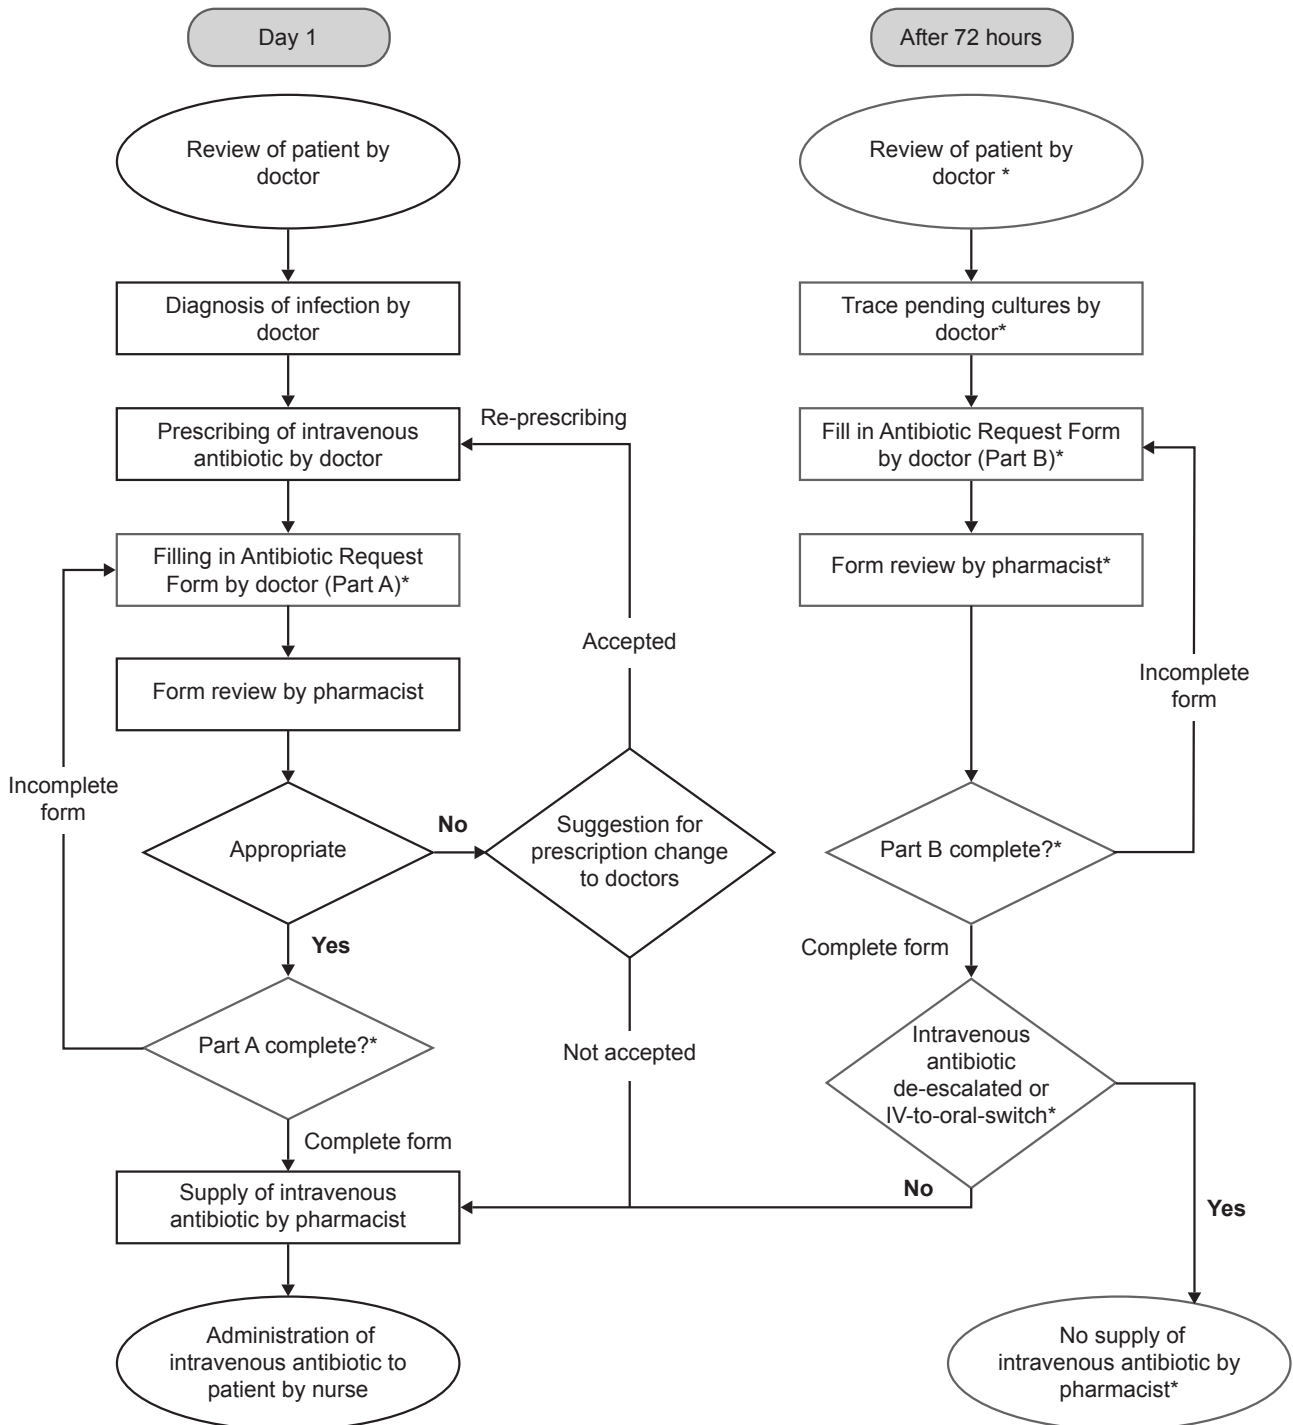 Day 1
Review of patient by
doctor
Diagnosis of infection by
doctor
Re-prescribing
Prescribing of intravenous
antibiotic by doctor
Filling in Antibiotic Request
Form by doctor (Part A)*
Accepted
Form review by pharmacist
Incomplete
form
Appropriate
No
Suggestion for
prescription change
to doctors
Yes
Part A complete?*
Not accepted
Complete form
Supply of intravenous
antibiotic by pharmacist
Administration of
intravenous antibiotic to
patient by nurse
After 72 hours
Review of patient by
doctor *
Trace pending cultures by
doctor*
Fill in Antibiotic Request Form
by doctor (Part B)*
Form review by pharmacist*
Incomplete
form
Part B complete?*
Complete form
Intravenous
antibiotic
de-escalated or
IV-to-oral-switch*
No
Yes
No supply of
intravenous antibiotic by
pharmacist*